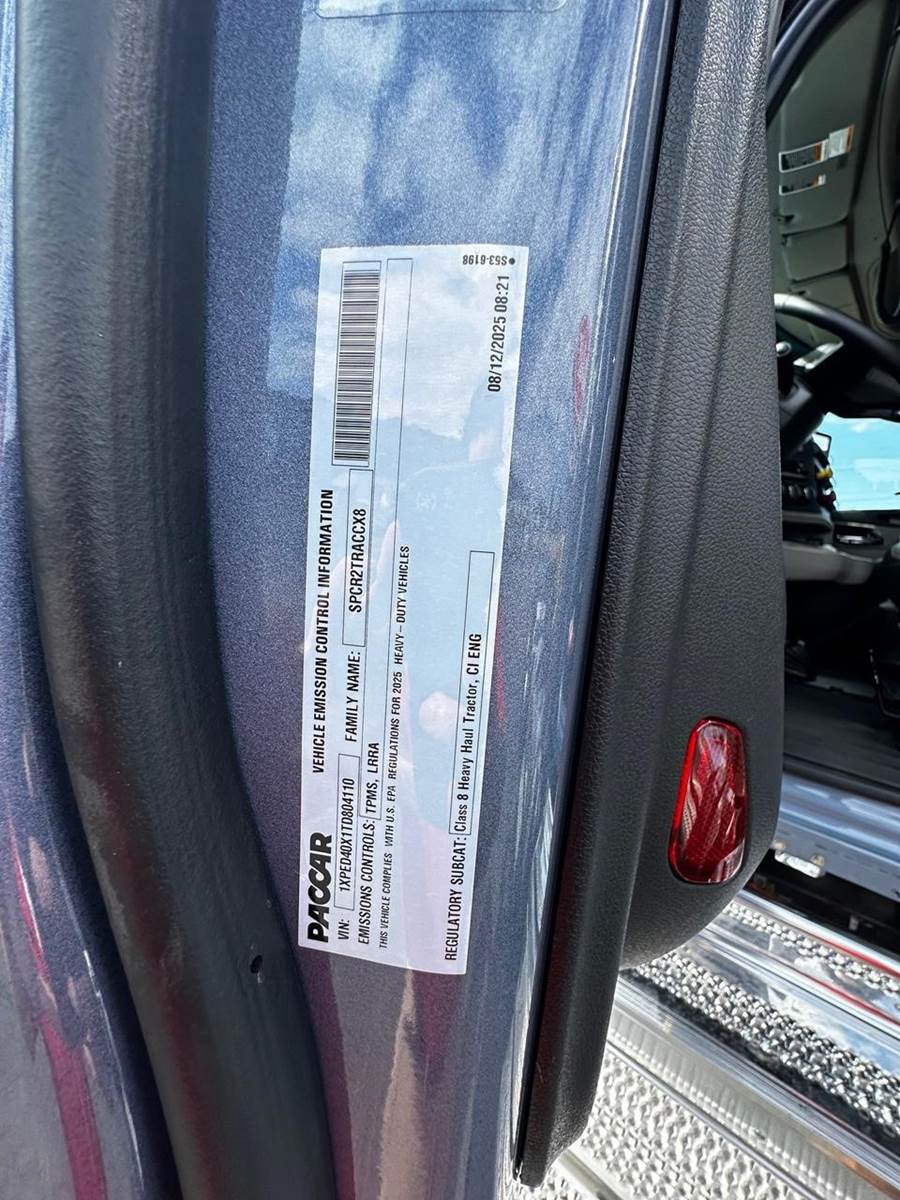 PACCAR VEHICLE EMISSION CONTROL INFORMATION
VIN: 1XPED40X1TD804110 FAMILY NAME: SPCR2TRACCX8
EMISSIONS CONTROLS: TPMS, LRRA
THIS VEHICLE COMPLIES WITH U.S. EPA REGULATIONS FOR 2025 HEAVY-DUTY VEHICLES
REGULATORY SUBCAT: Class 8 Heavy Haul Tractor, CI ENG
08/12/2025 08:21
●S53-6198